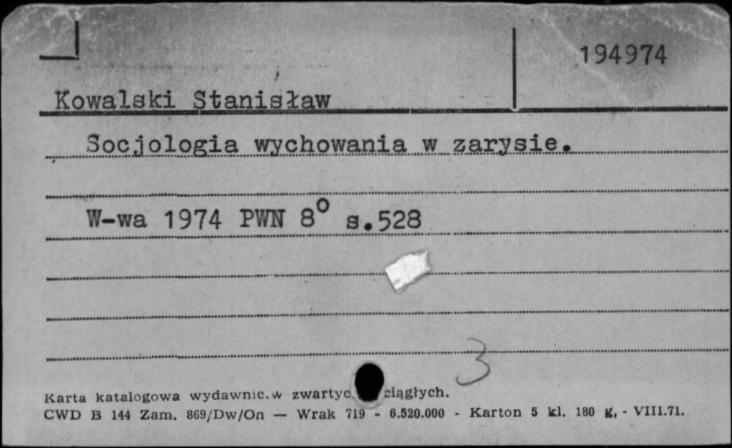 194974
Kowalski Stanisław
Socjologia wychowania w zarysie.
W-wa 1974 PWN 8° s.528
3
Karta katalogowa wydawnic.w zwartyc ciągłych.
CWD B 144 Zam. 869/Dw/On — Wrak 719 - 6.520.000 - Karton 5 kl. 180 g. - VIII.71.